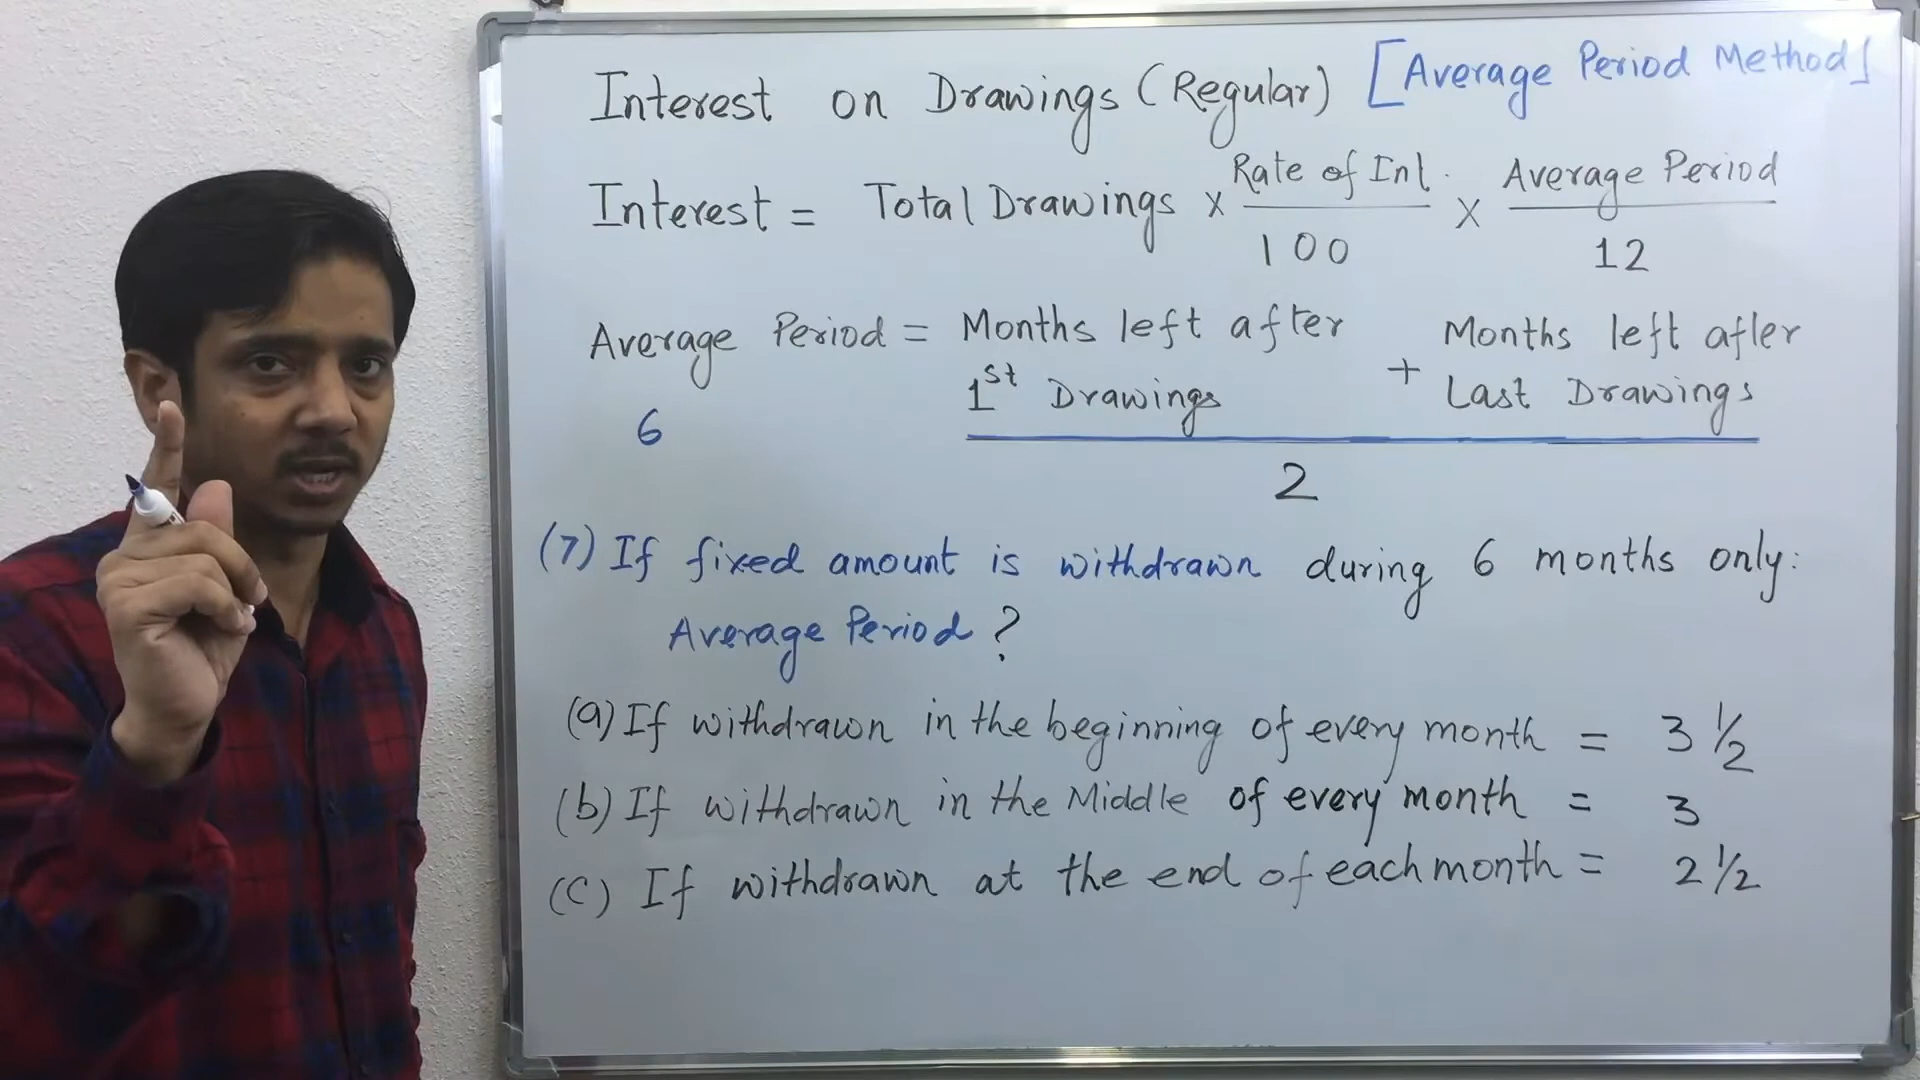 Interest on Drawings (Regular) [Average Period Method]
Interest = Total Drawings x Rate of Int. / 100 x Average Period / 12
Average Period = Months left after 1st Drawings + Months left after Last Drawings
6
2
(7) If fixed amount is withdrawn during 6 months only:
Average Period?
(a) If withdrawn in the beginning of every month = 3 1/2
(b) If withdrawn in the Middle of every month = 3
(C) If withdrawn at the end of each month = 2 1/2